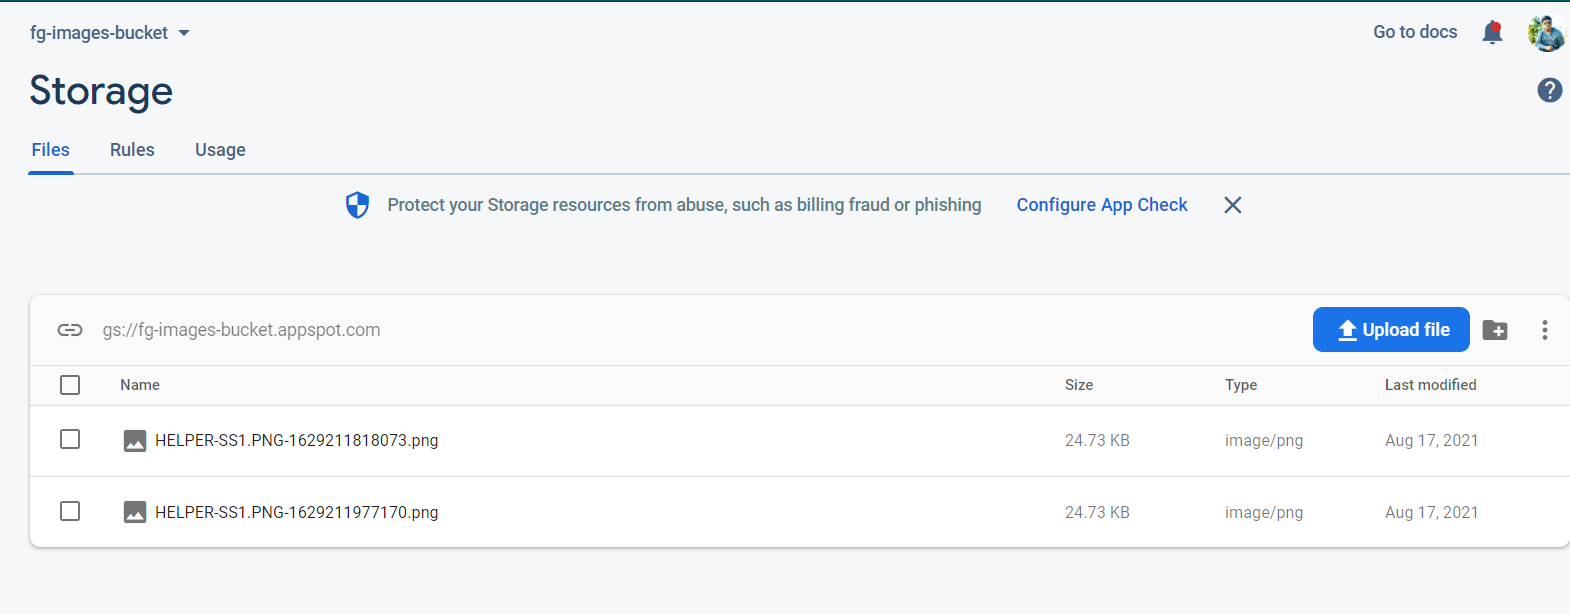 fg-images-bucket
Go to docs
Storage
?
Files Rules Usage
Protect your Storage resources from abuse, such as billing fraud or phishing Configure App Check
gs://fg-images-bucket.appspot.com Upload file
Name Size Type Last modified
HELPER-SS1.PNG-1629211818073.png 24.73 KB image/png Aug 17, 2021
HELPER-SS1.PNG-1629211977170.png 24.73 KB image/png Aug 17, 2021